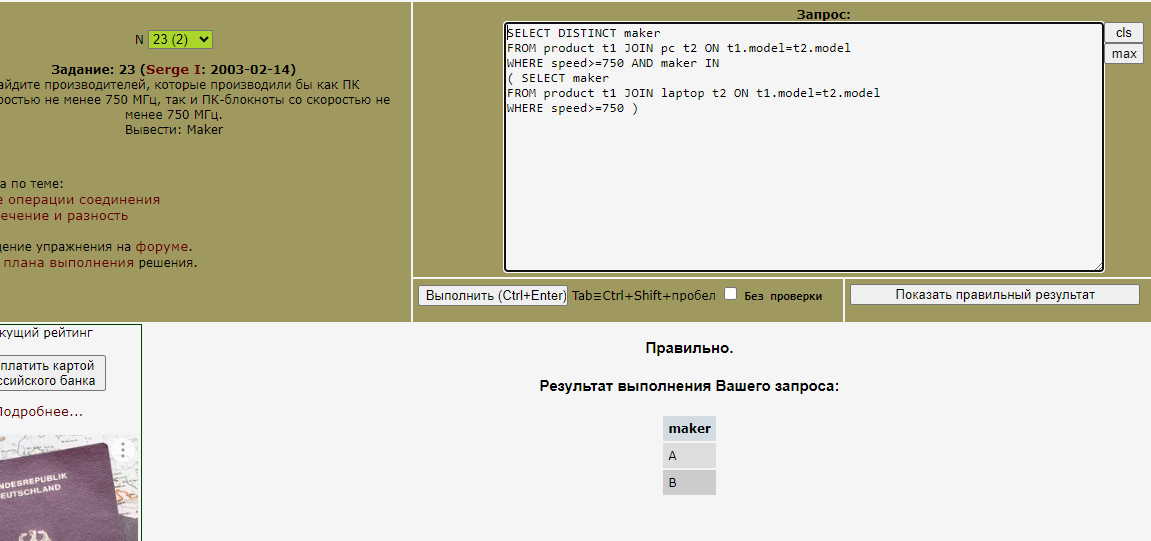 N 23 (2)
Задание: 23 (Serge I: 2003-02-14)
айдите производителей, которые производили бы как ПК
ростью не менее 750 МГц, так и ПК-блокноты со скоростью не
менее 750 МГц.
Вывести: Maker
а по теме:
е операции соединения
ечение и разность
дение упражнения на форуме.
плана выполнения решения.
Запрос:
SELECT DISTINCT maker
FROM product t1 JOIN pc t2 ON t1.model=t2.model
WHERE speed>=750 AND maker IN
( SELECT maker
FROM product t1 JOIN laptop t2 ON t1.model=t2.model
WHERE speed>=750 )
cls
max
Выполнить (Ctrl+Enter) Tab≡Ctrl+Shift+пробел Без проверки
Показать правильный результат
кущий рейтинг
платить картой
ссийского банка
Подробнее...
NDESREPUBLIK
EUTSCHLAND
Правильно.
Результат выполнения Вашего запроса:
maker
A
B